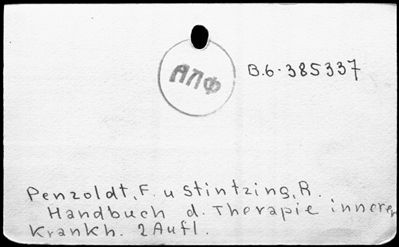 АЛФ
В.6-385337
Penzoldt, F. u Stintzing, R.
Handbuch d. Therapie innerer
Krankh. 2 Aufl.